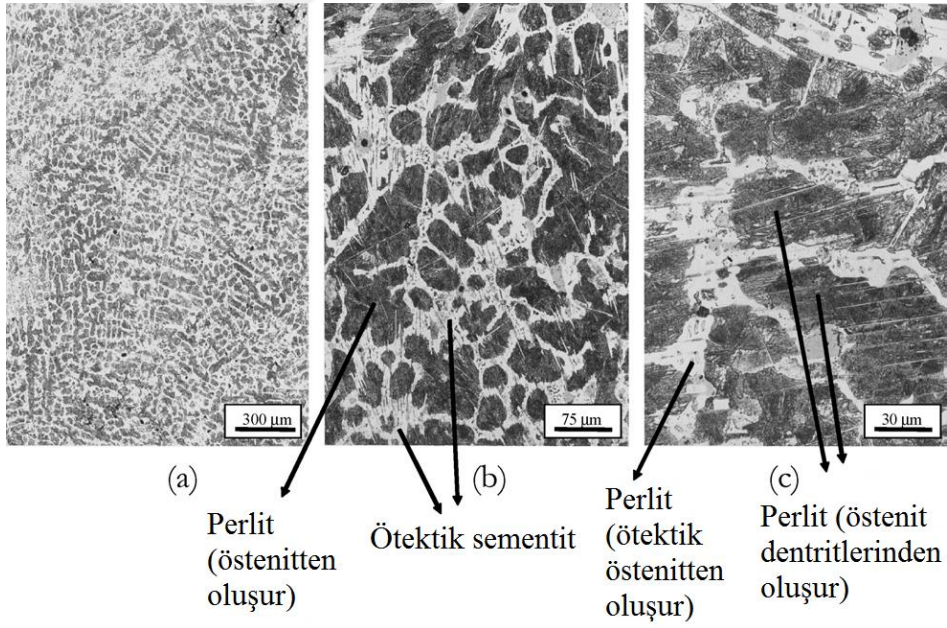 300 µm
75 µm
30 µm
(a)
(b)
(c)
Perlit
(östenitten
oluşur)
Ötektik sementit
Perlit
(ötektik
östenitten
oluşur)
Perlit (östenit
dentritlerinden
oluşur)